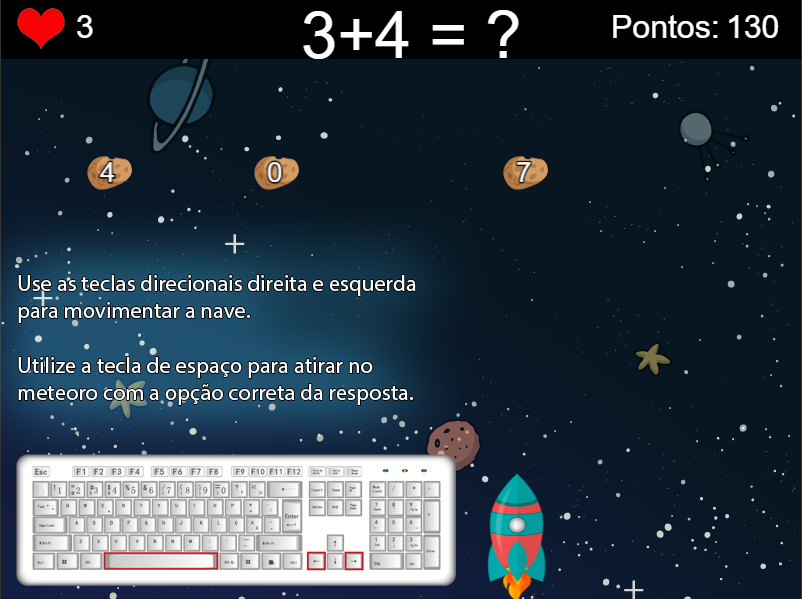 3
3+4 = ?
Pontos: 130
4
0
7
Use as teclas direcionais direita e esquerda
para movimentar a nave.
Utilize a tecla de espaço para atirar no
meteoro com a opção correta da resposta.
Esc F1 F2 F3 F4 F5 F6 F7 F8 F9 F10 F11 F12
Q W E R T Y U I O P
A S D F G H J K L Ç
Enter
Z X C V B N M